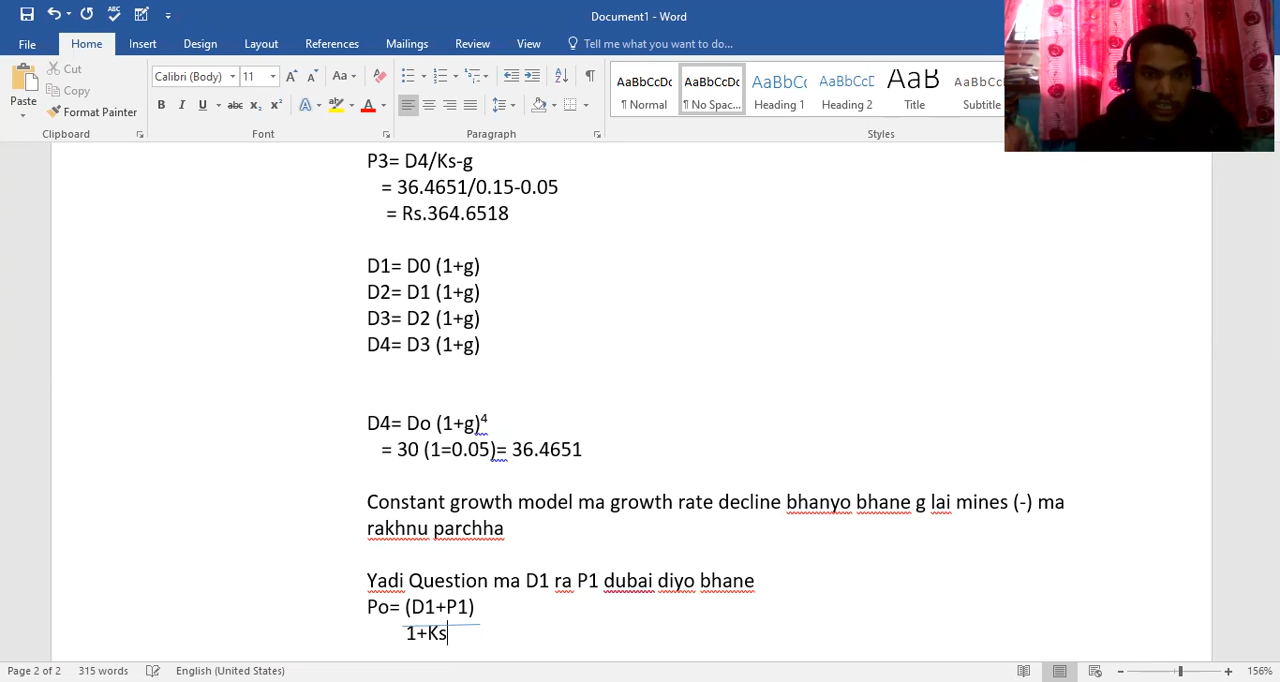 Document1 - Word
File Home Insert Design Layout References Mailings Review View Tell me what you want to do...
Cut
Copy
Paste
Format Painter
Calibri (Body) 11
Aa
B I U abc x₂ x²
AaBbCcDc AaBbCcDc AaBbCc AaBbCcD AaB AaBbCcD
¶ Normal ¶ No Spac... Heading 1 Heading 2 Title Subtitle
Clipboard Font Paragraph Styles
P3= D4/Ks-g
= 36.4651/0.15-0.05
= Rs.364.6518
D1= D0 (1+g)
D2= D1 (1+g)
D3= D2 (1+g)
D4= D3 (1+g)
D4= Do (1+g)⁴
= 30 (1=0.05)= 36.4651
Constant growth model ma growth rate decline bhanyo bhane g lai mines (-) ma
rakhnu parchha
Yadi Question ma D1 ra P1 dubai diyo bhane
Po= (D1+P1)
1+Ks
Page 2 of 2 315 words English (United States) 156%